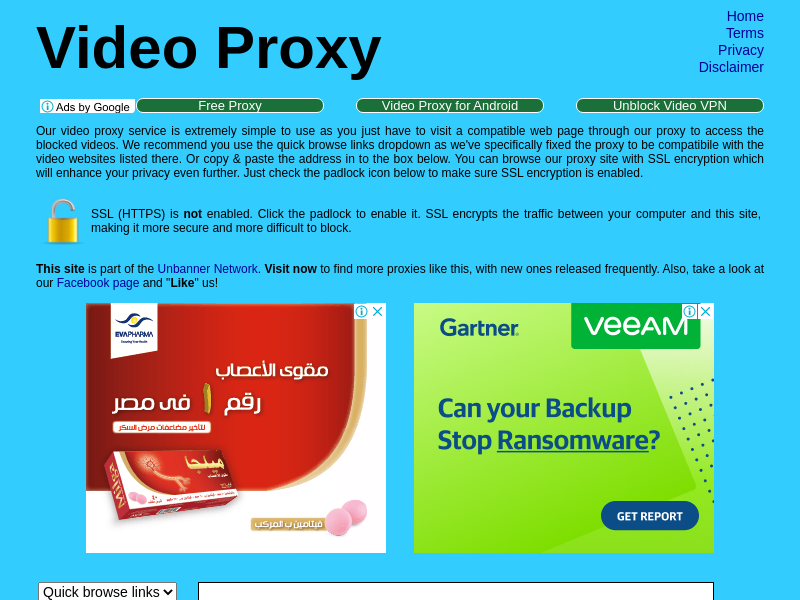 Video Proxy
Home
Terms
Privacy
Disclaimer
Ads by Google
Free Proxy
Video Proxy for Android
Unblock Video VPN
Our video proxy service is extremely simple to use as you just have to visit a compatible web page through our proxy to access the
blocked videos. We recommend you use the quick browse links dropdown as we've specifically fixed the proxy to be compatibile with the
video websites listed there. Or copy & paste the address in to the box below. You can browse our proxy site with SSL encryption which
will enhance your privacy even further. Just check the padlock icon below to make sure SSL encryption is enabled.
SSL (HTTPS) is not enabled. Click the padlock to enable it. SSL encrypts the traffic between your computer and this site,
making it more secure and more difficult to block.
This site is part of the Unbanner Network. Visit now to find more proxies like this, with new ones released frequently. Also, take a look at
our Facebook page and "Like" us!
EVAPHARMA
مقوى الأعصاب
رقم 1 فى مصر
لتأخير مضاعفات مرض السكر
ميلجا
فيتامين ب المركب
Gartner
veeAM
Can your Backup
Stop Ransomware?
GET REPORT
Quick browse links